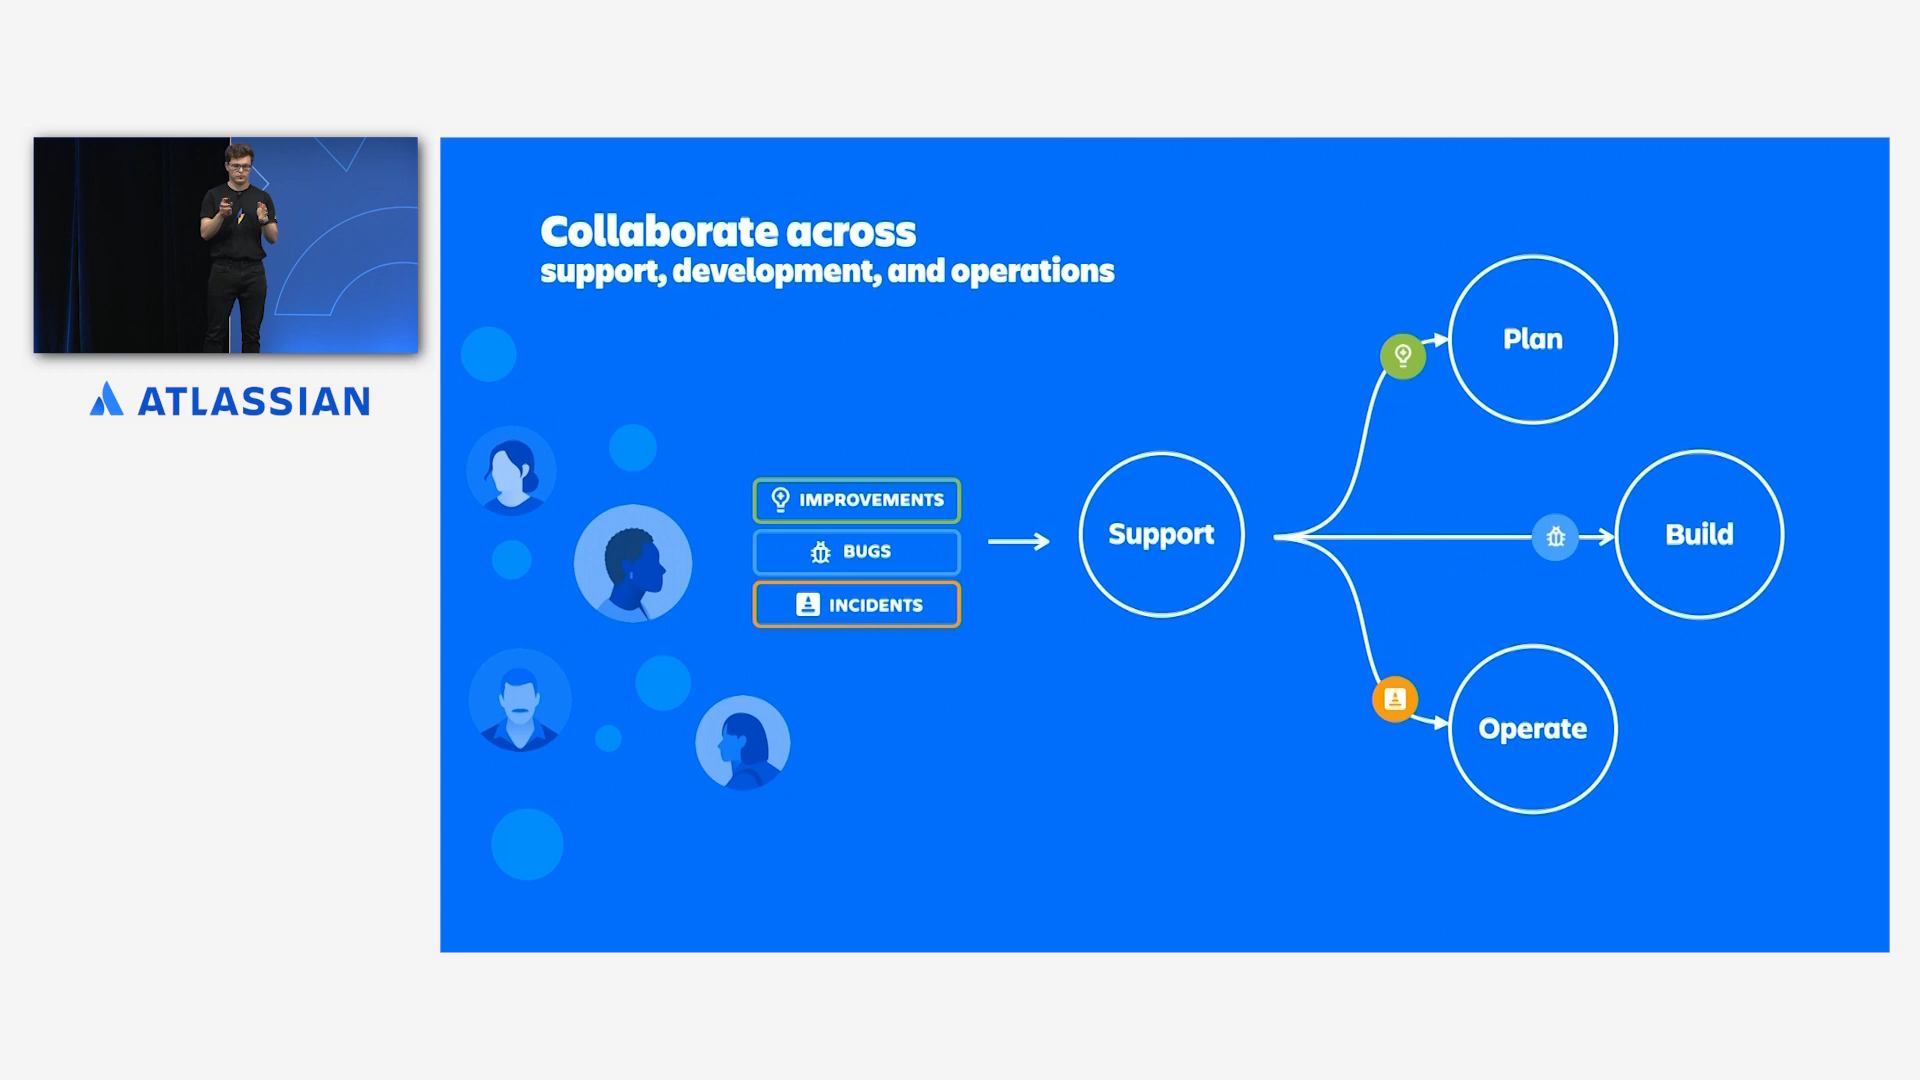 ATLASSIAN
Collaborate across
support, development, and operations
IMPROVEMENTS
BUGS
INCIDENTS
Support
Plan
Build
Operate